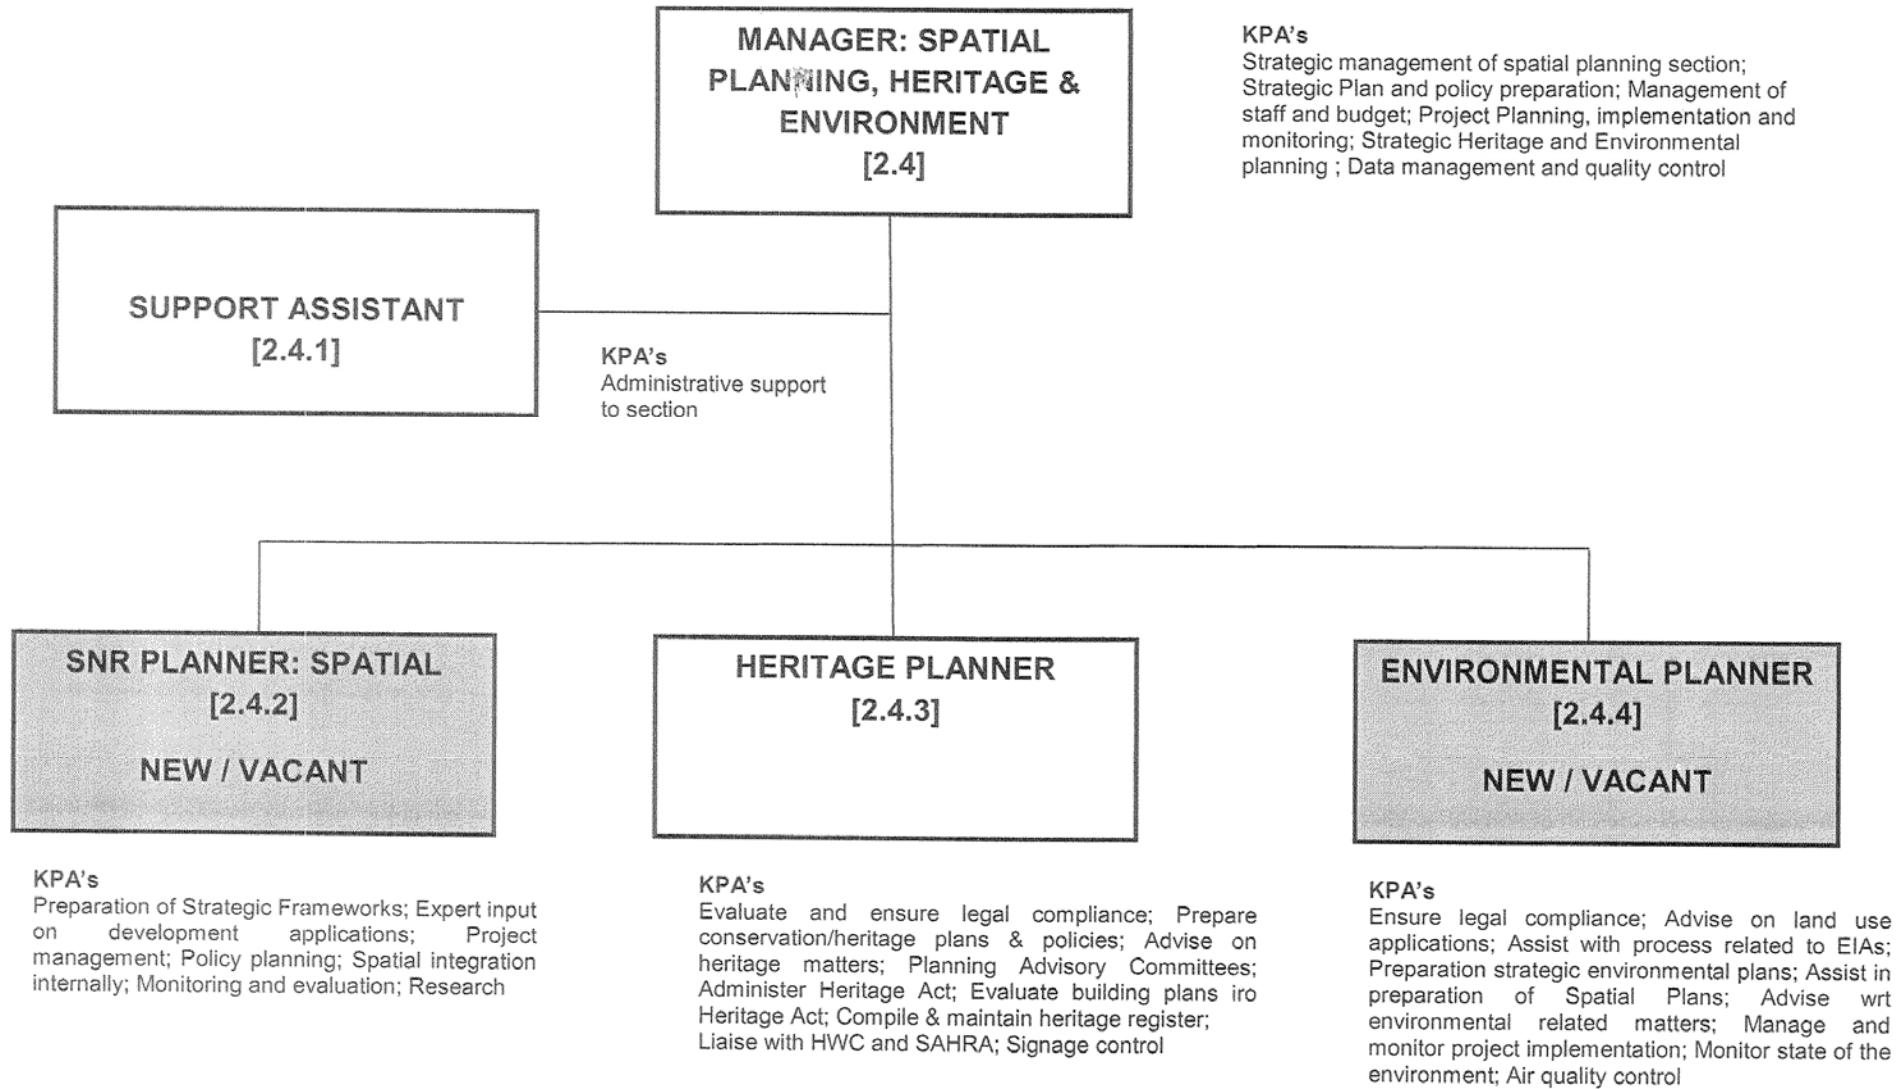 MANAGER: SPATIAL
PLANNING, HERITAGE &
ENVIRONMENT
[2.4]
KPA's
Strategic management of spatial planning section;
Strategic Plan and policy preparation; Management of
staff and budget; Project Planning, implementation and
monitoring; Strategic Heritage and Environmental
planning ; Data management and quality control
SUPPORT ASSISTANT
[2.4.1]
KPA's
Administrative support
to section
SNR PLANNER: SPATIAL
[2.4.2]
NEW / VACANT
HERITAGE PLANNER
[2.4.3]
ENVIRONMENTAL PLANNER
[2.4.4]
NEW / VACANT
KPA's
Preparation of Strategic Frameworks; Expert input
on development applications; Project
management; Policy planning; Spatial integration
internally; Monitoring and evaluation; Research
KPA's
Evaluate and ensure legal compliance; Prepare
conservation/heritage plans & policies; Advise on
heritage matters; Planning Advisory Committees;
Administer Heritage Act; Evaluate building plans iro
Heritage Act; Compile & maintain heritage register;
Liaise with HWC and SAHRA; Signage control
KPA's
Ensure legal compliance; Advise on land use
applications; Assist with process related to EIAs;
Preparation strategic environmental plans; Assist in
preparation of Spatial Plans; Advise wrt
environmental related matters; Manage and
monitor project implementation; Monitor state of the
environment; Air quality control